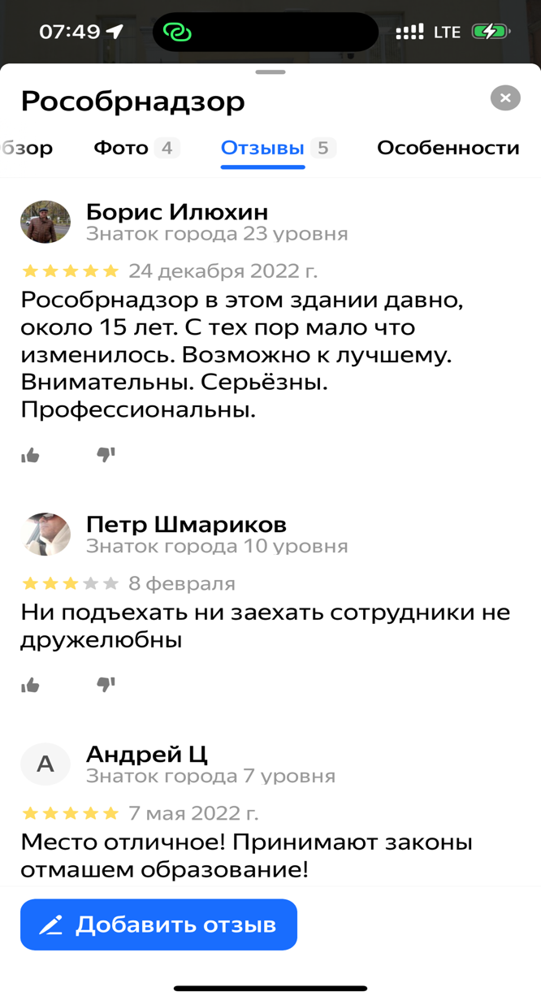 07:49
LTE
Рособрнадзор
бзор
Фото 4
Отзывы 5
Особенности
Борис Илюхин
Знаток города 23 уровня
24 декабря 2022 г.
Рособрнадзор в этом здании давно,
около 15 лет. С тех пор мало что
изменилось. Возможно к лучшему.
Внимательны. Серьёзны.
Профессиональны.
Петр Шмариков
Знаток города 10 уровня
8 февраля
Ни подъехать ни заехать сотрудники не
дружелюбны
А
Андрей Ц
Знаток города 7 уровня
7 мая 2022 г.
Место отличное! Принимают законы
отмашем образование!
Добавить отзыв